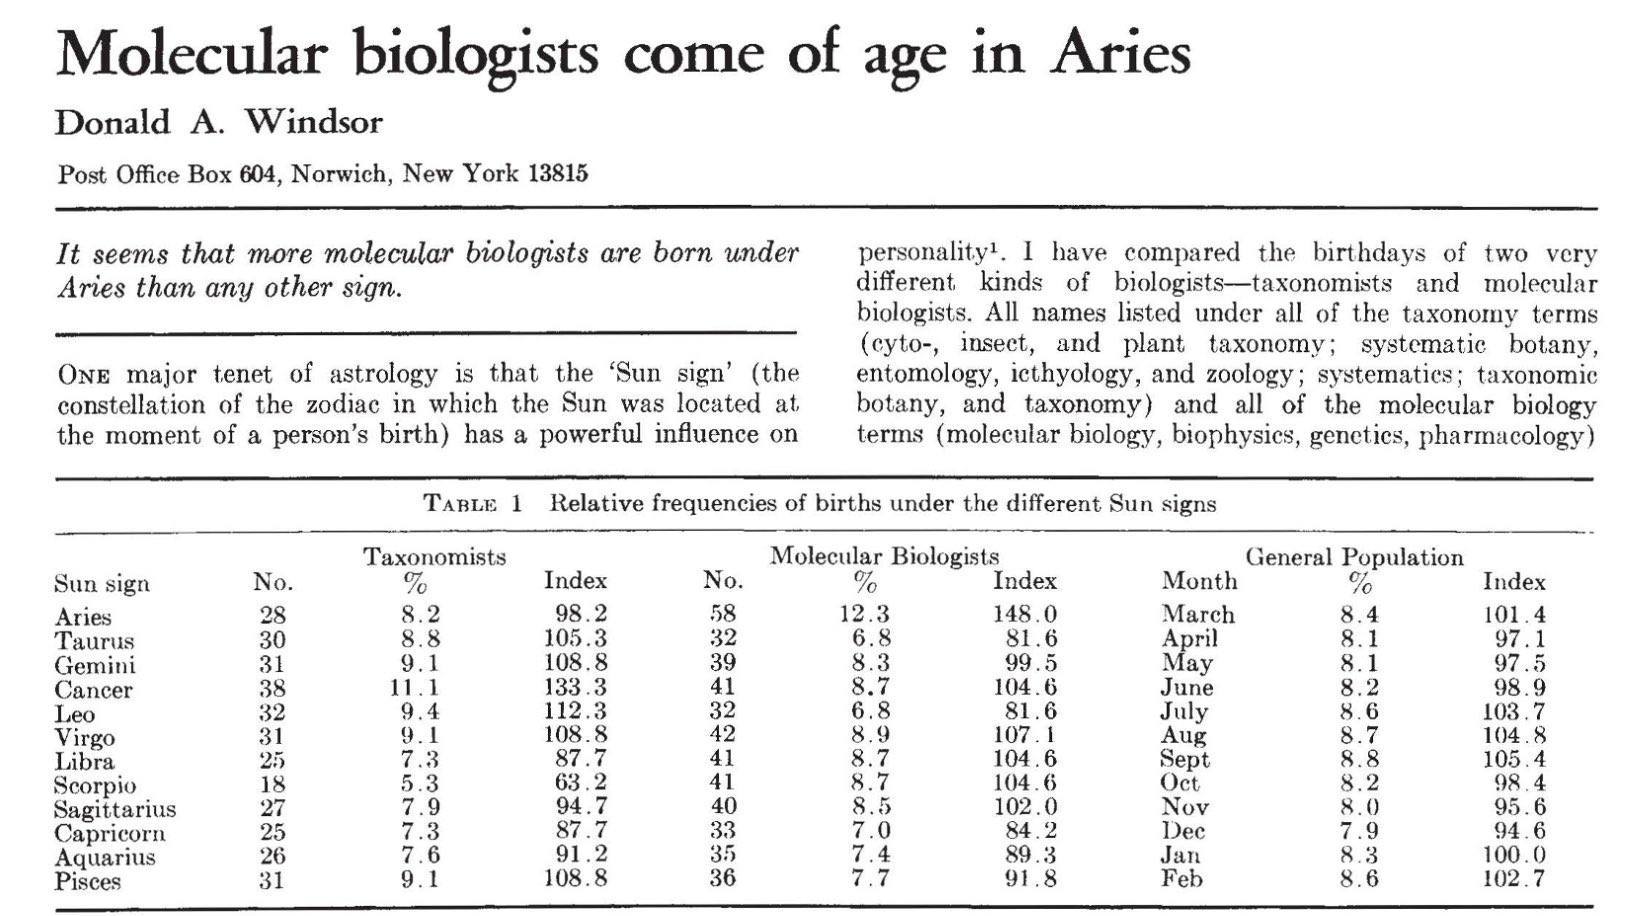 Molecular biologists come of age in Aries
Donald A. Windsor
Post Office Box 604, Norwich, New York 13815
It seems that more molecular biologists are born under
Aries than any other sign.
ONE major tenet of astrology is that the ‘Sun sign’ (the
constellation of the zodiac in which the Sun was located at
the moment of a person’s birth) has a powerful influence on
personality¹. I have compared the birthdays of two very
different kinds of biologists—taxonomists and molecular
biologists. All names listed under all of the taxonomy terms
(cyto-, insect, and plant taxonomy; systematic botany,
entomology, icthyology, and zoology; systematics; taxonomic
botany, and taxonomy) and all of the molecular biology
terms (molecular biology, biophysics, genetics, pharmacology)
TABLE 1 Relative frequencies of births under the different Sun signs
Taxonomists Molecular Biologists General Population
Sun sign No. % Index No. % Index Month % Index
Aries 28 8.2 98.2 58 12.3 148.0 March 8.4 101.4
Taurus 30 8.8 105.3 32 6.8 81.6 April 8.1 97.1
Gemini 31 9.1 108.8 39 8.3 99.5 May 8.1 97.5
Cancer 38 11.1 133.3 41 8.7 104.6 June 8.2 98.9
Leo 32 9.4 112.3 32 6.8 81.6 July 8.6 103.7
Virgo 31 9.1 108.8 42 8.9 107.1 Aug 8.7 104.8
Libra 25 7.3 87.7 41 8.7 104.6 Sept 8.8 105.4
Scorpio 18 5.3 63.2 41 8.7 104.6 Oct 8.2 98.4
Sagittarius 27 7.9 94.7 40 8.5 102.0 Nov 8.0 95.6
Capricorn 25 7.3 87.7 33 7.0 84.2 Dec 7.9 94.6
Aquarius 26 7.6 91.2 35 7.4 89.3 Jan 8.3 100.0
Pisces 31 9.1 108.8 36 7.7 91.8 Feb 8.6 102.7